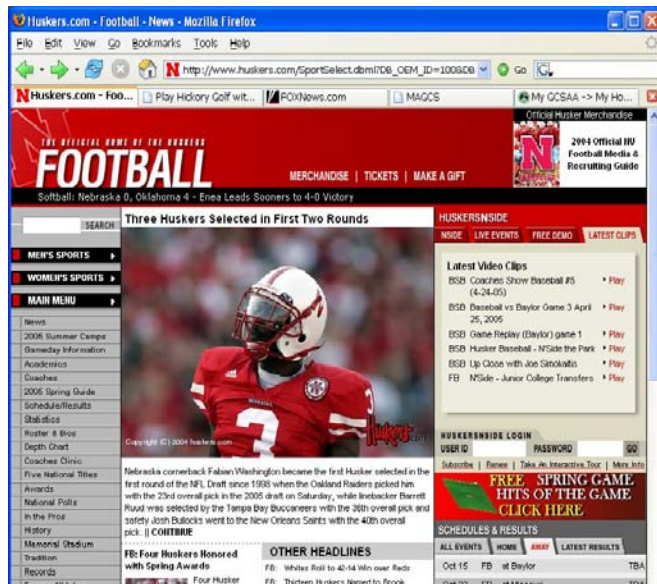 Huskers.com - Football - News - Mozilla Firefox
File Edit View Go Bookmarks Tools Help
http://www.huskers.com/SportSelect.dbml?DB_OEM_ID=100&DB Go G
Huskers.com - Foo... Play Hickory Golf wit... FOXNews.com MAGCS My GCSAA -> My Ho...
Official Husker Merchandise
THE OFFICIAL HOME OF THE HUSKERS
FOOTBALL
MERCHANDISE | TICKETS | MAKE A GIFT
2004 Official NU
Football Media &
Recruiting Guide
Softball: Nebraska 0, Oklahoma 4 - Enea Leads Sooners to 4-0 Victory
SEARCH
MEN'S SPORTS
WOMEN'S SPORTS
MAIN MENU
News
2005 Summer Camps
Gameday Information
Academics
Coaches
2005 Spring Guide
Schedule/Results
Statistics
Roster & Bios
Depth Chart
Coaches Clinic
Five National Titles
Awards
National Polls
In the Pros
History
Memorial Stadium
Tradition
Records
Three Huskers Selected in First Two Rounds
NEBRASKA
3
Copyright (C) 2004 huskers.com
Huskers
Nebraska cornerback Fabian Washington became the first Husker selected in the
first round of the NFL Draft since 1998 when the Oakland Raiders picked him
with the 23rd overall pick in the 2005 draft on Saturday, while linebacker Barrett
Ruud was selected by the Tampa Bay Buccaneers with the 36th overall pick and
safety Josh Bullocks went to the New Orleans Saints with the 40th overall
pick. || CONTINUE
FB: Four Huskers Honored
with Spring Awards
Four Husker
OTHER HEADLINES
FB: Whites Roll to 42-14 Win over Reds
FB: Thirteen Huskers Named to Brook
HUSKERSNSIDE
NSIDE LIVE EVENTS FREE DEMO LATEST CLIPS
Latest Video Clips
BSB Coaches Show Baseball #5 Play
(4-24-05)
BSB Baseball vs Baylor Game 3 April Play
25, 2005
BSB Game Replay (Baylor) game 1 Play
BSB Husker Baseball - N'Side the Park Play
BSB Up Close with Joe Simokaitis Play
FB N'Side - Junior College Transfers Play
HUSKERSNSIDE LOGIN
USER ID PASSWORD GO
Subscribe | Renew | Take An Interactive Tour | More Info
FREE SPRING GAME
HITS OF THE GAME
CLICK HERE
SCHEDULES & RESULTS
ALL EVENTS HOME AWAY LATEST RESULTS
Oct 15 FB at Baylor TBA